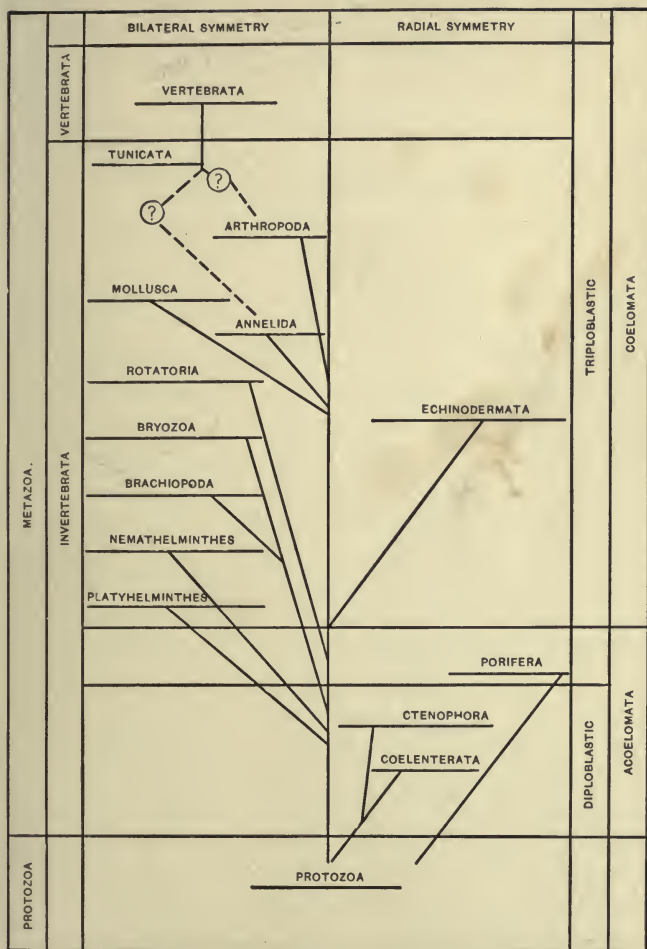 BILATERAL SYMMETRY
RADIAL SYMMETRY
VERTEBRATA
VERTEBRATA
TUNICATA
?
?
ARTHROPODA
MOLLUSCA
ANNELIDA
ROTATORIA
ECHINODERMATA
BRYOZOA
BRACHIOPODA
NEMATHELMINTHES
PLATYHELMINTHES
PORIFERA
CTENOPHORA
COELENTERATA
PROTOZOA
METAZOA.
INVERTEBRATA
PROTOZOA
TRIPLOBLASTIC
COELOMATA
DIPLOBLASTIC
ACOELOMATA